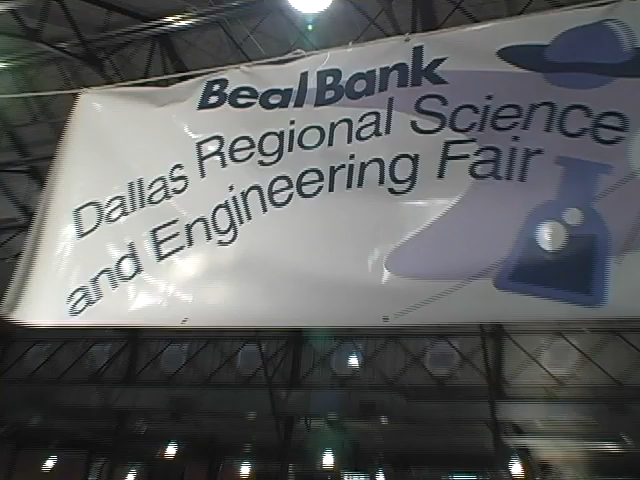 Beal Bank
Dallas Regional Science
and Engineering Fair